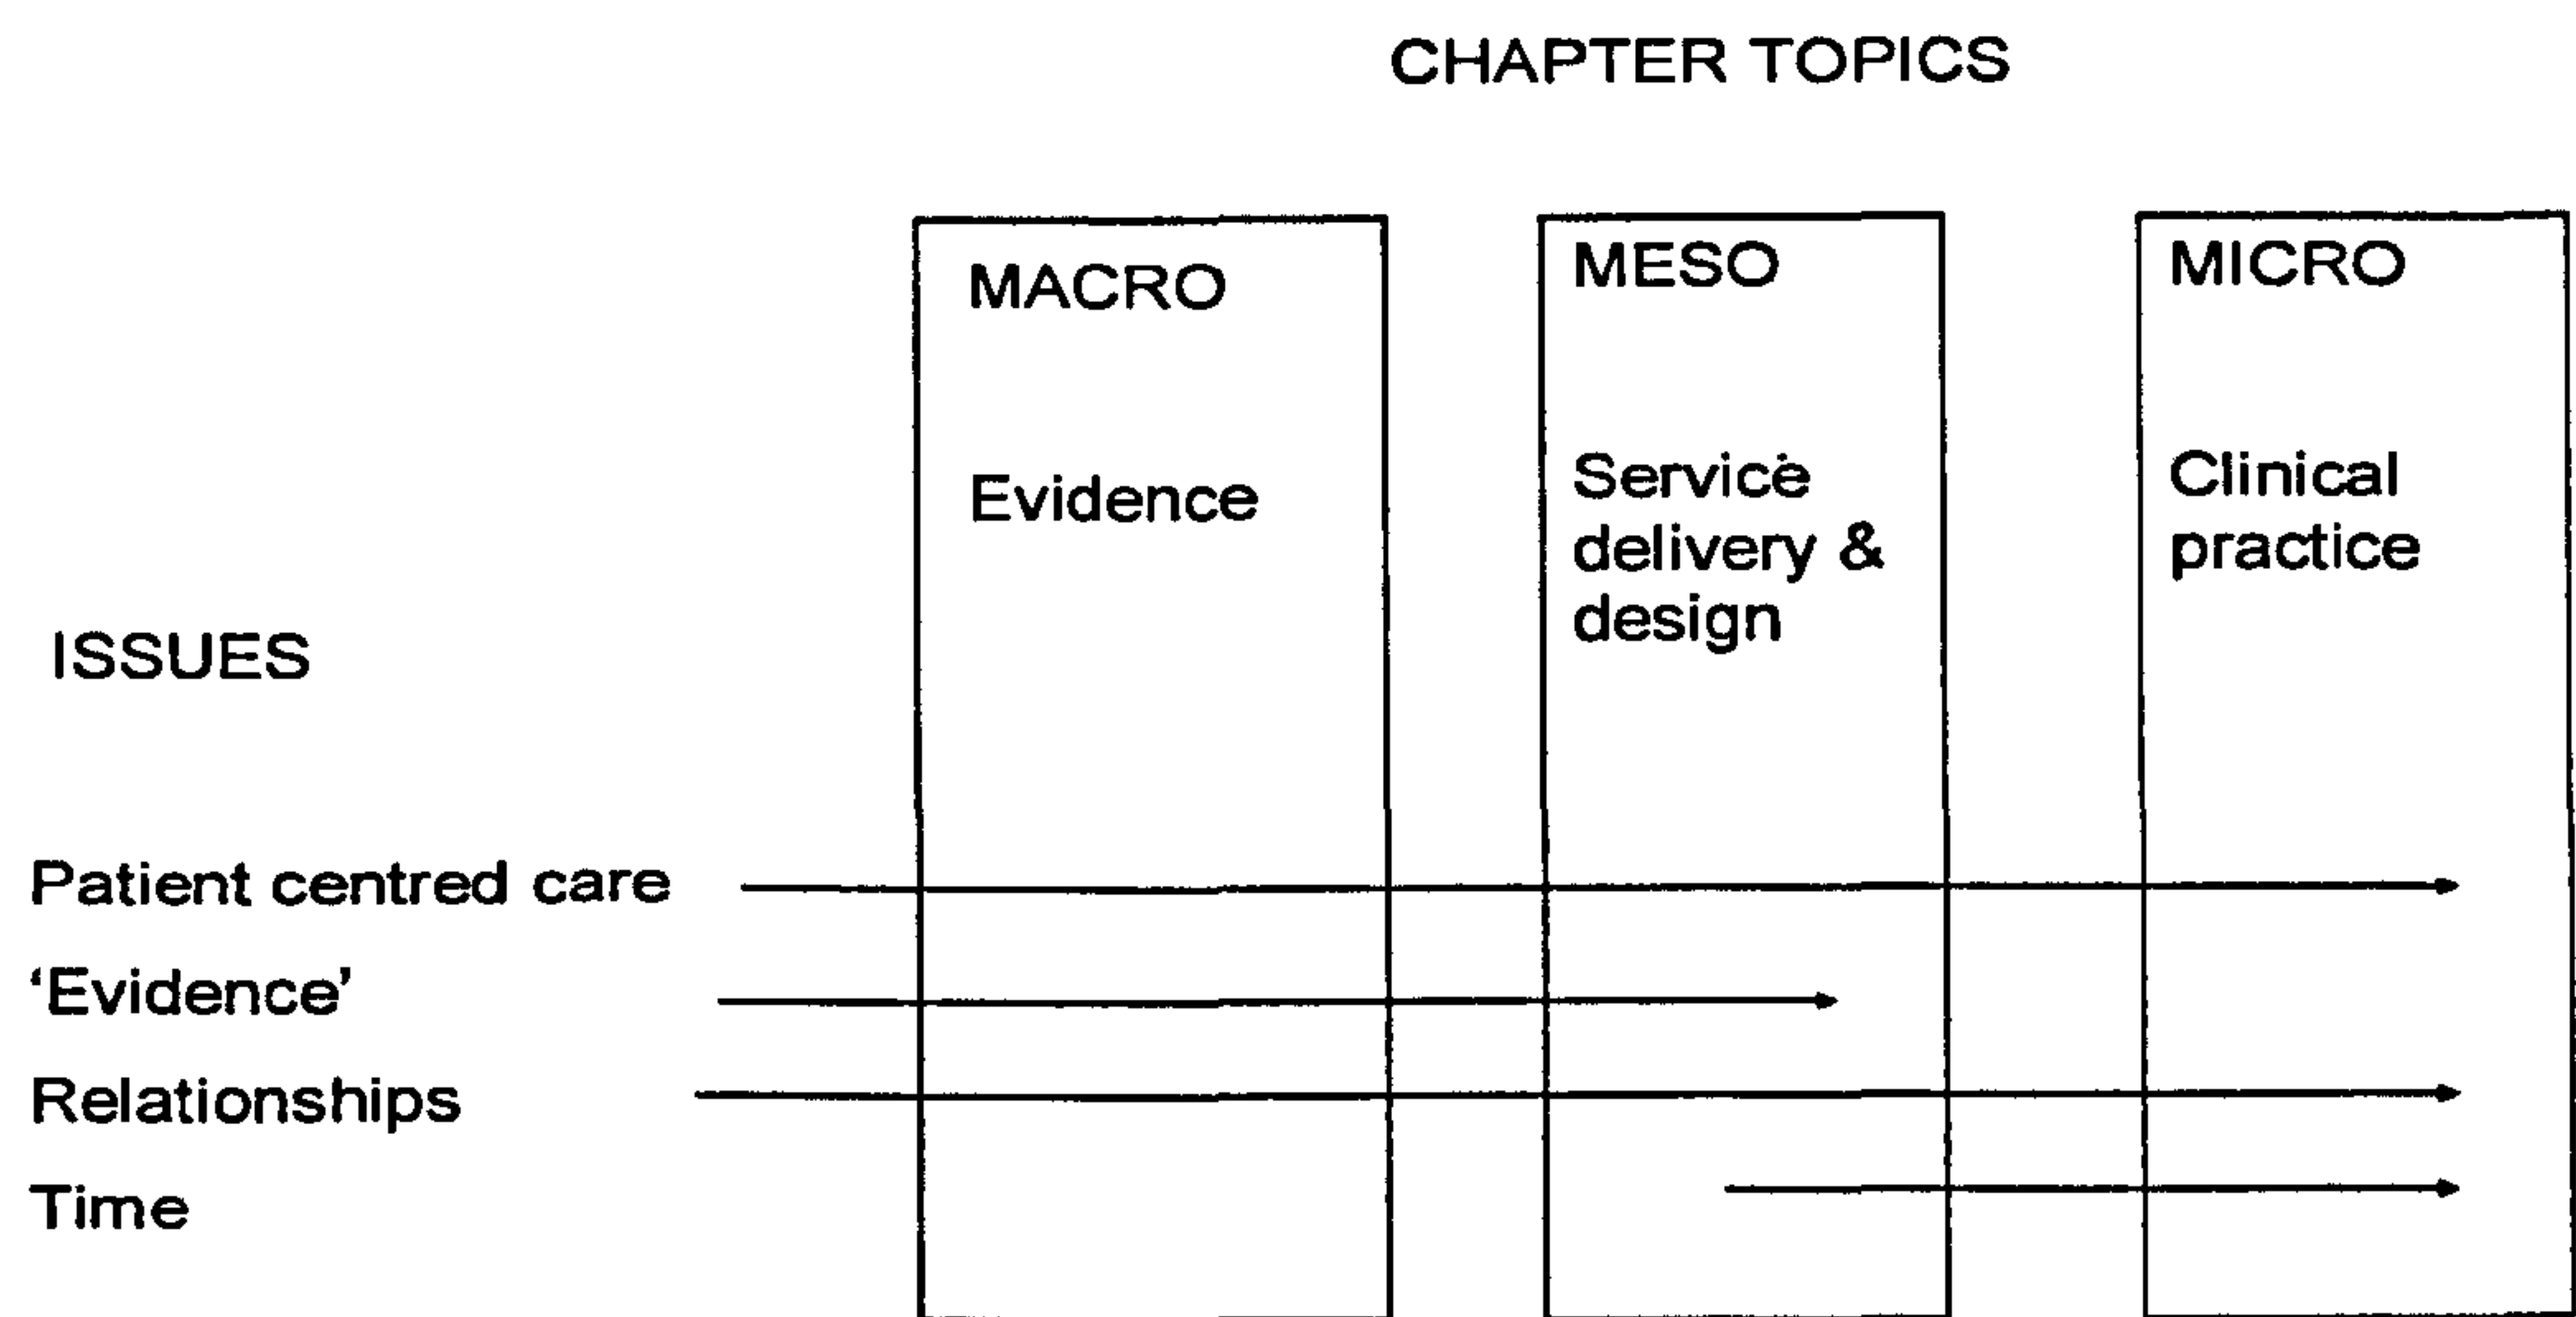 CHAPTER TOPICS
MACRO
Evidence
MESO
Service
delivery &
design
MICRO
Clinical
practice
ISSUES
Patient centred care
‘Evidence’
Relationships
Time